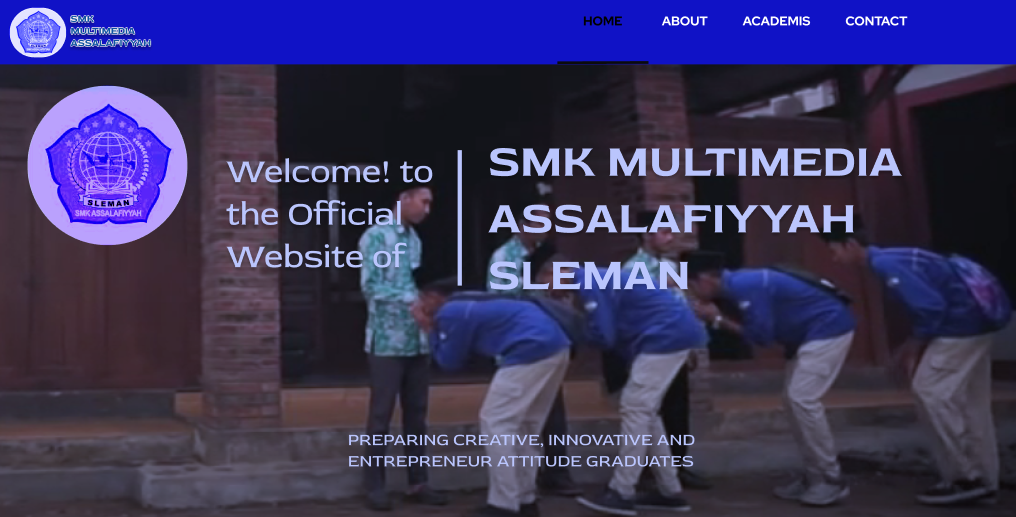 SMK
MULTIMEDIA
ASSALAFIYYAH
HOME
ABOUT
ACADEMIS
CONTACT
SLEMAN
SMK ASSALAFIYYAH
Welcome! to
the Official
Website of
SMK MULTIMEDIA
ASSALAFIYYAH
SLEMAN
PREPARING CREATIVE, INNOVATIVE AND
ENTREPRENEUR ATTITUDE GRADUATES